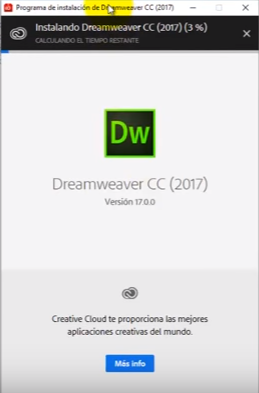 Programa de instalación de Dreamweaver CC (2017)
Instalando Dreamweaver CC (2017) (3 %)
CALCULANDO EL TIEMPO RESTANTE
Dw
Dreamweaver CC (2017)
Versión 17.0.0
Creative Cloud te proporciona las mejores
aplicaciones creativas del mundo.
Más info